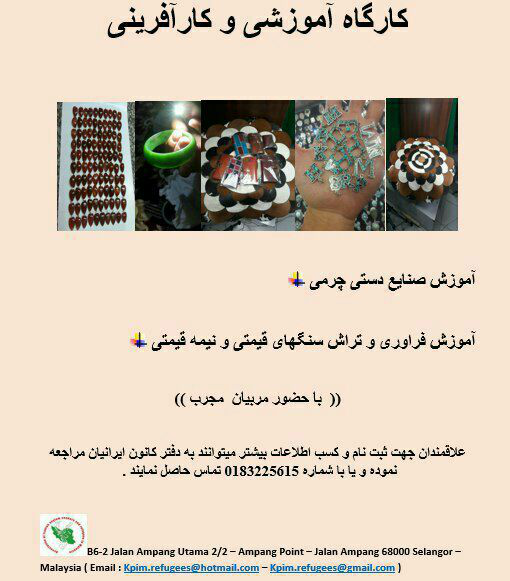 کارگاه آموزشی و کارآفرینی
آموزش صنایع دستی چرمی
آموزش فراوری و تراش سنگهای قیمتی و نیمه قیمتی
(( با حضور مربیان مجرب ))
علاقمندان جهت ثبت نام و کسب اطلاعات بیشتر میتوانند به دفتر کانون ایرانیان مراجعه
نموده و یا با شماره 0183225615 تماس حاصل نمایند .
B6-2 Jalan Ampang Utama 2/2 – Ampang Point – Jalan Ampang 68000 Selangor –
Malaysia ( Email : Kpim.refugees@hotmail.com – Kpim.refugees@gmail.com )